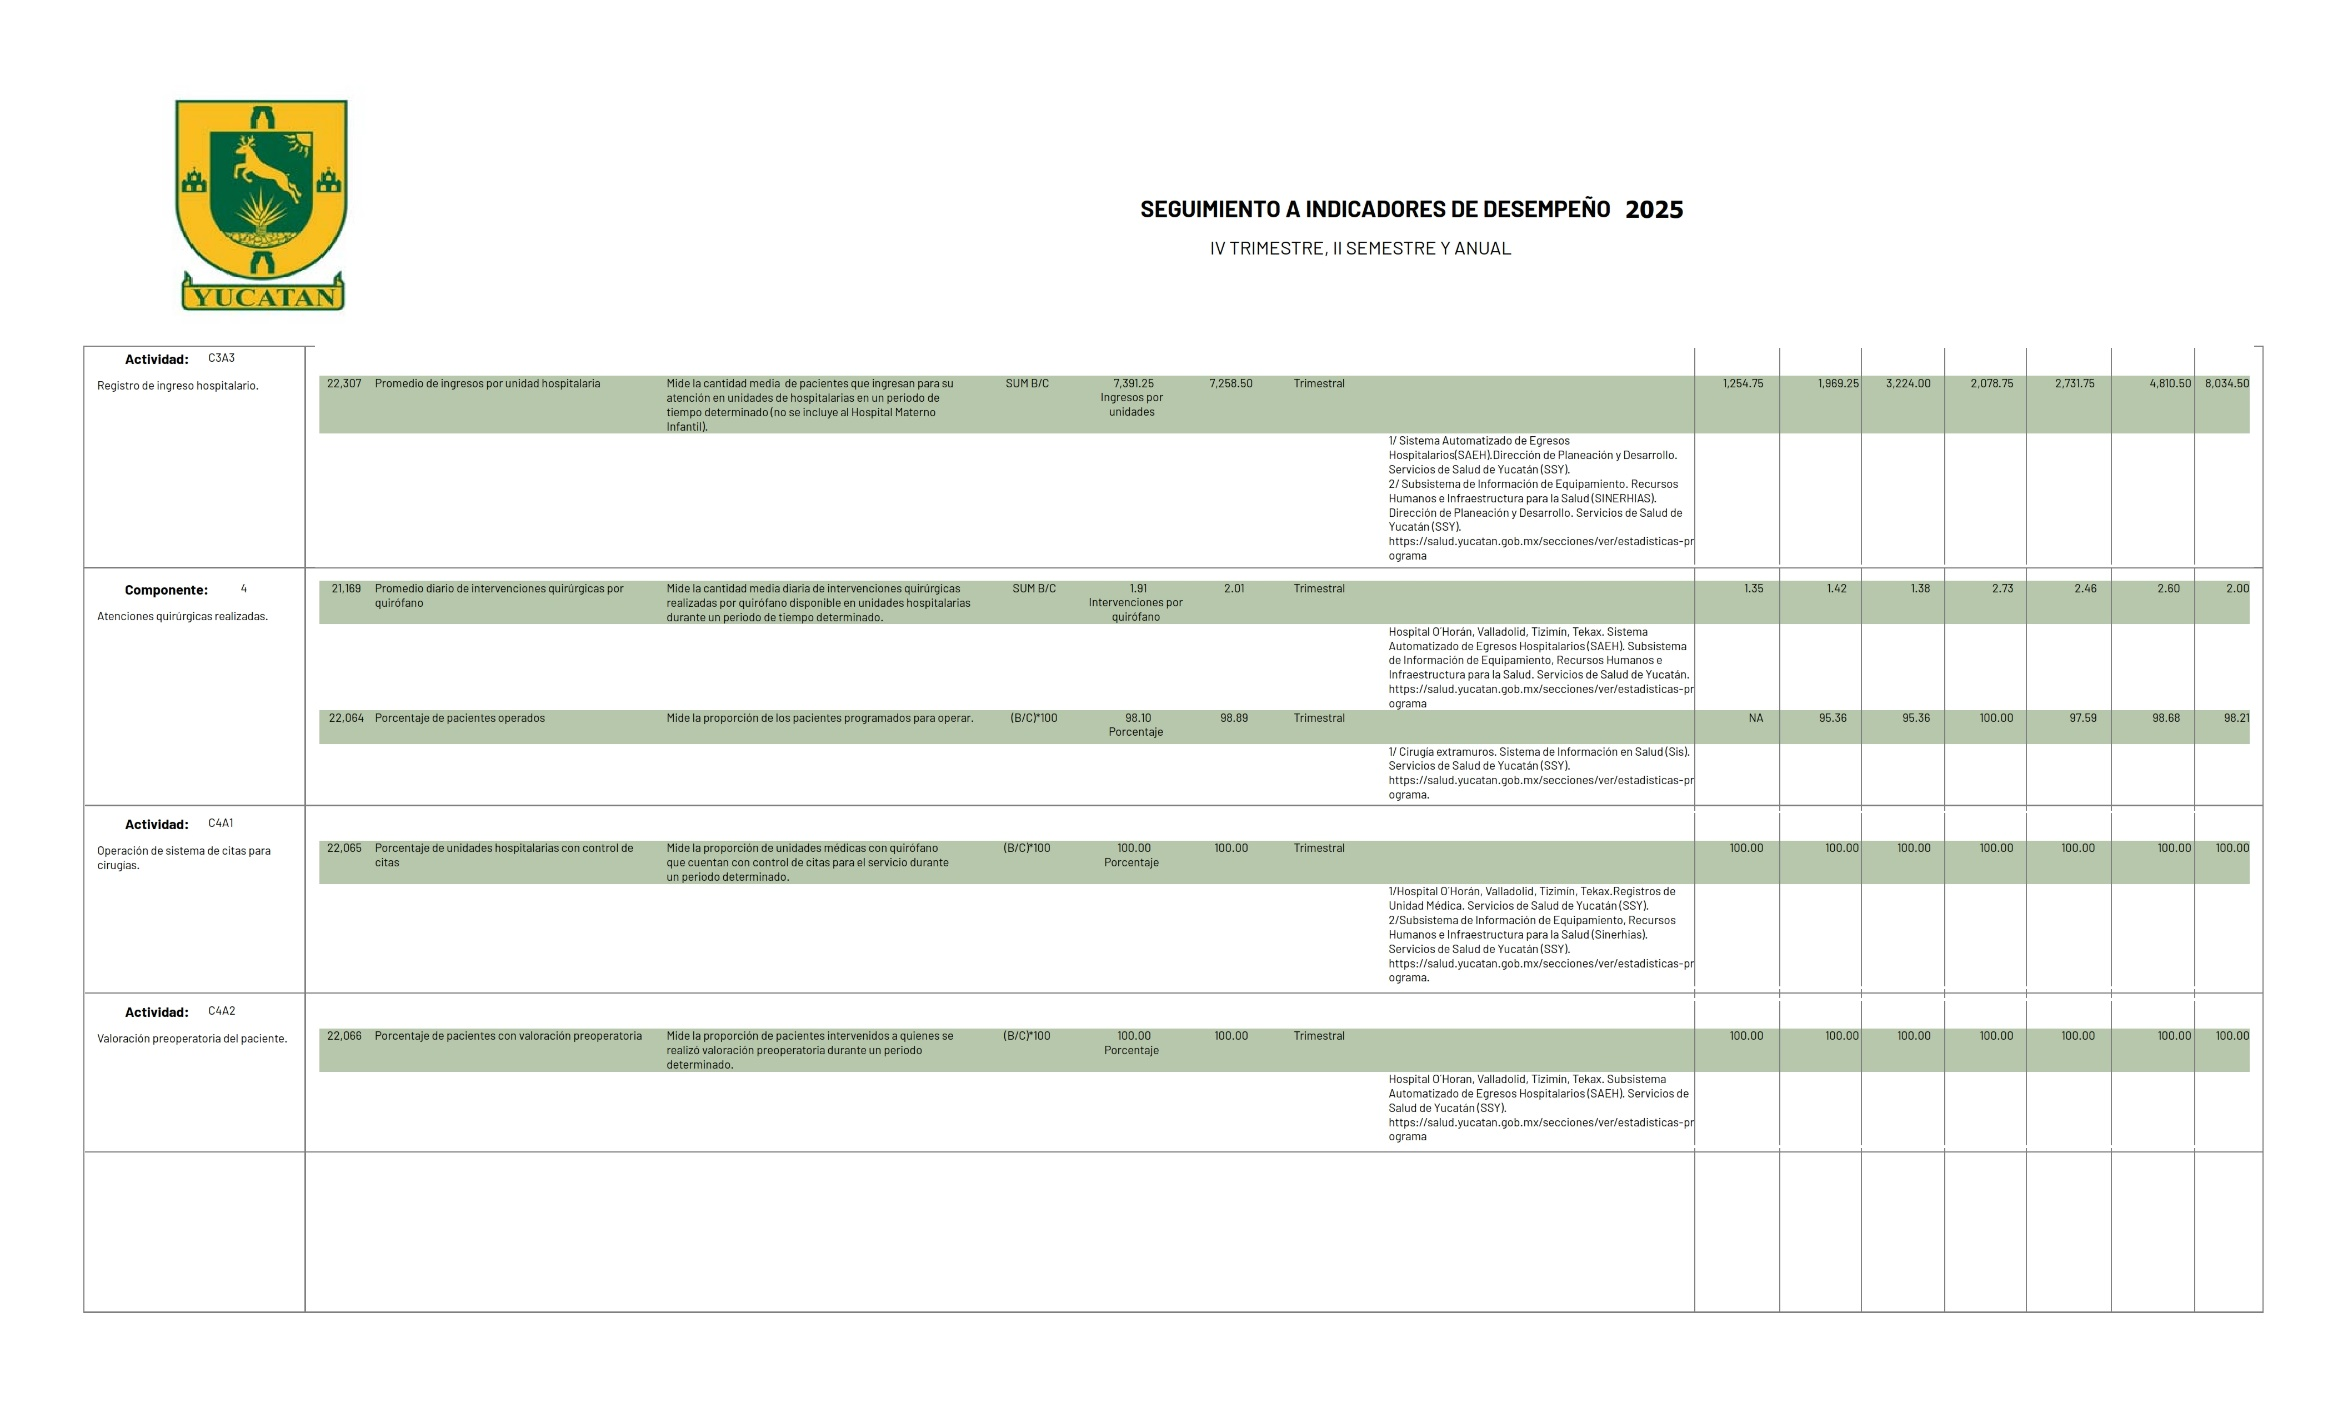 YUCATAN
SEGUIMIENTO A INDICADORES DE DESEMPEÑO 2025
IV TRIMESTRE, II SEMESTRE Y ANUAL
Actividad: C3A3
Registro de ingreso hospitalario.
22,307 Promedio de ingresos por unidad hospitalaria Mide la cantidad media de pacientes que ingresan para su SUM B/C 7,391.25 7,258.50 Trimestral 1,254.75 1,969.25 3,224.00 2,078.75 2,731.75 4,810.50 8,034.50
atención en unidades de hospitalarias en un periodo de Ingresos por
tiempo determinado (no se incluye al Hospital Materno unidades
Infantil).
1/ Sistema Automatizado de Egresos
Hospitalarios(SAEH).Dirección de Planeación y Desarrollo.
Servicios de Salud de Yucatán (SSY).
2/ Subsistema de Información de Equipamiento. Recursos
Humanos e Infraestructura para la Salud (SINERHIAS).
Dirección de Planeación y Desarrollo. Servicios de Salud de
Yucatán (SSY).
https://salud.yucatan.gob.mx/secciones/ver/estadisticas-pr
ograma
Componente: 4
Atenciones quirúrgicas realizadas.
21,169 Promedio diario de intervenciones quirúrgicas por Mide la cantidad media diaria de intervenciones quirúrgicas SUM B/C 1.91 2.01 Trimestral 1.35 1.42 1.38 2.73 2.46 2.60 2.00
quirófano realizadas por quirófano disponible en unidades hospitalarias Intervenciones por
durante un periodo de tiempo determinado. quirófano
Hospital O´Horán, Valladolid, Tizimín, Tekax. Sistema
Automatizado de Egresos Hospitalarios (SAEH). Subsistema
de Información de Equipamiento, Recursos Humanos e
Infraestructura para la Salud. Servicios de Salud de Yucatán.
https://salud.yucatan.gob.mx/secciones/ver/estadisticas-pr
ograma
22,064 Porcentaje de pacientes operados Mide la proporción de los pacientes programados para operar. (B/C)*100 98.10 98.89 Trimestral NA 95.36 95.36 100.00 97.59 98.68 98.21
Porcentaje
1/ Cirugía extramuros. Sistema de Información en Salud (Sis).
Servicios de Salud de Yucatán (SSY).
https://salud.yucatan.gob.mx/secciones/ver/estadisticas-pr
ograma.
Actividad: C4A1
Operación de sistema de citas para
cirugías.
22,065 Porcentaje de unidades hospitalarias con control de Mide la proporción de unidades médicas con quirófano (B/C)*100 100.00 100.00 Trimestral 100.00 100.00 100.00 100.00 100.00 100.00 100.00
citas que cuentan con control de citas para el servicio durante Porcentaje
un periodo determinado.
1/Hospital O´Horán, Valladolid, Tizimín, Tekax.Registros de
Unidad Médica. Servicios de Salud de Yucatán (SSY).
2/Subsistema de Información de Equipamiento, Recursos
Humanos e Infraestructura para la Salud (Sinerhias).
Servicios de Salud de Yucatán (SSY).
https://salud.yucatan.gob.mx/secciones/ver/estadisticas-pr
ograma.
Actividad: C4A2
Valoración preoperatoria del paciente.
22,066 Porcentaje de pacientes con valoración preoperatoria Mide la proporción de pacientes intervenidos a quienes se (B/C)*100 100.00 100.00 Trimestral 100.00 100.00 100.00 100.00 100.00 100.00 100.00
realizó valoración preoperatoria durante un periodo Porcentaje
determinado.
Hospital O´Horan, Valladolid, Tizimín, Tekax. Subsistema
Automatizado de Egresos Hospitalarios (SAEH). Servicios de
Salud de Yucatán (SSY).
https://salud.yucatan.gob.mx/secciones/ver/estadisticas-pr
ograma